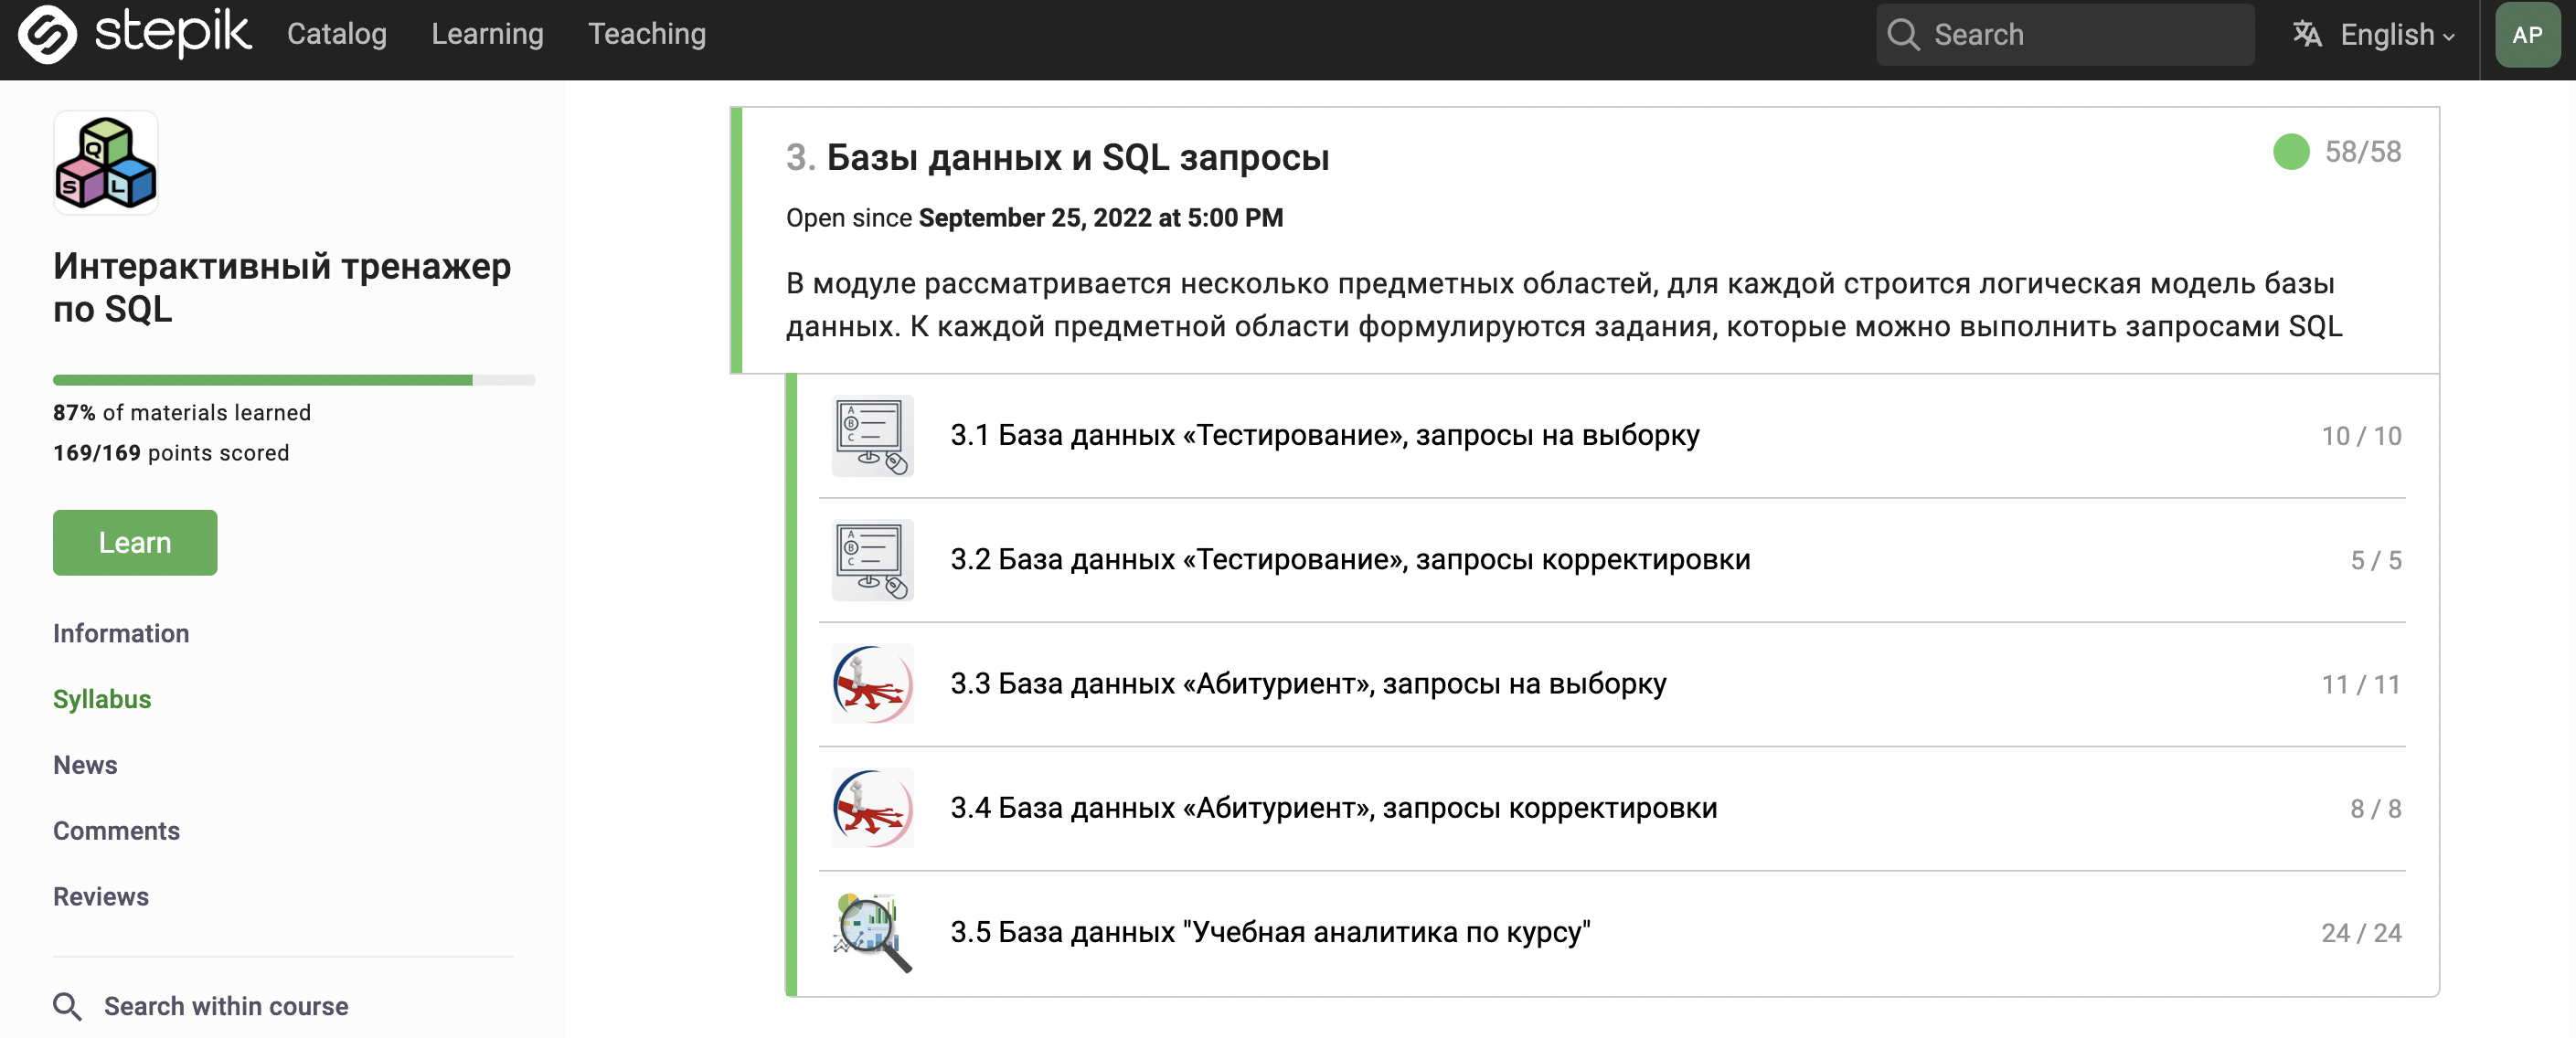 stepik Catalog Learning Teaching Search English AP
Q
S L
Интерактивный тренажер
по SQL
87% of materials learned
169/169 points scored
Learn
Information
Syllabus
News
Comments
Reviews
Search within course
3. Базы данных и SQL запросы 58/58
Open since September 25, 2022 at 5:00 PM
В модуле рассматривается несколько предметных областей, для каждой строится логическая модель базы
данных. К каждой предметной области формулируются задания, которые можно выполнить запросами SQL
A
B
C
3.1 База данных «Тестирование», запросы на выборку 10 / 10
A
B
C
3.2 База данных «Тестирование», запросы корректировки 5 / 5
3.3 База данных «Абитуриент», запросы на выборку 11 / 11
3.4 База данных «Абитуриент», запросы корректировки 8 / 8
3.5 База данных "Учебная аналитика по курсу" 24 / 24